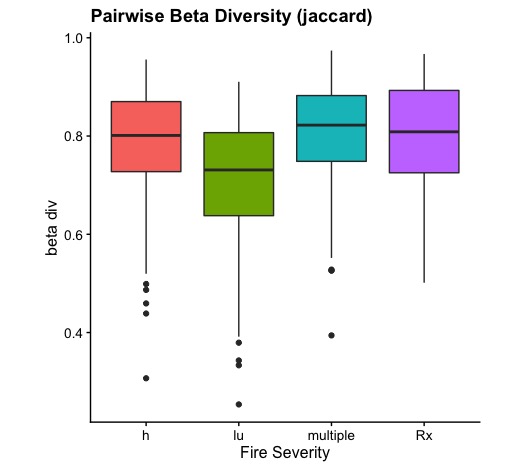 Pairwise Beta Diversity (jaccard)
1.0
0.8
0.6
0.4
beta div
h lu multiple Rx
Fire Severity